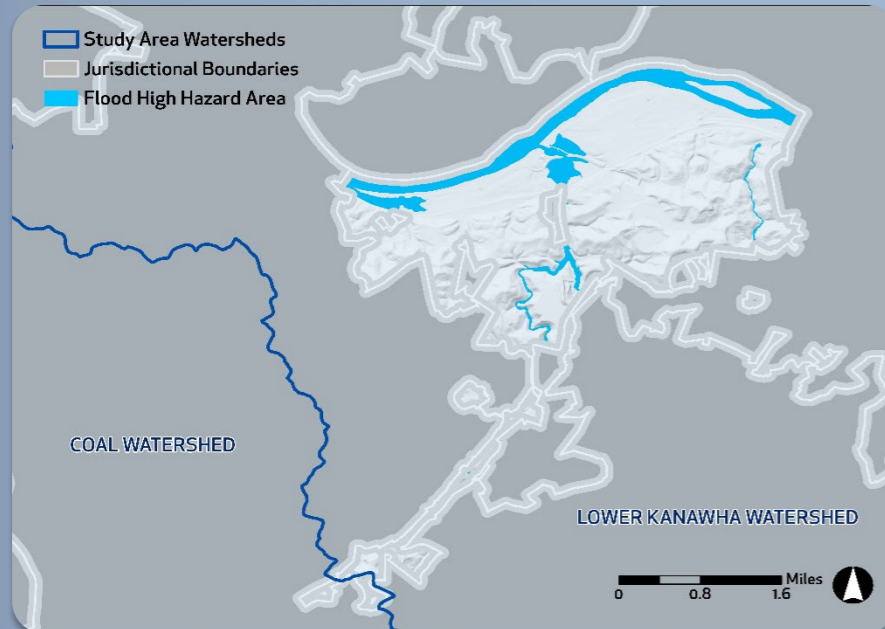 Study Area Watersheds
Jurisdictional Boundaries
Flood High Hazard Area
COAL WATERSHED
LOWER KANAWHA WATERSHED
Miles
0 0.8 1.6